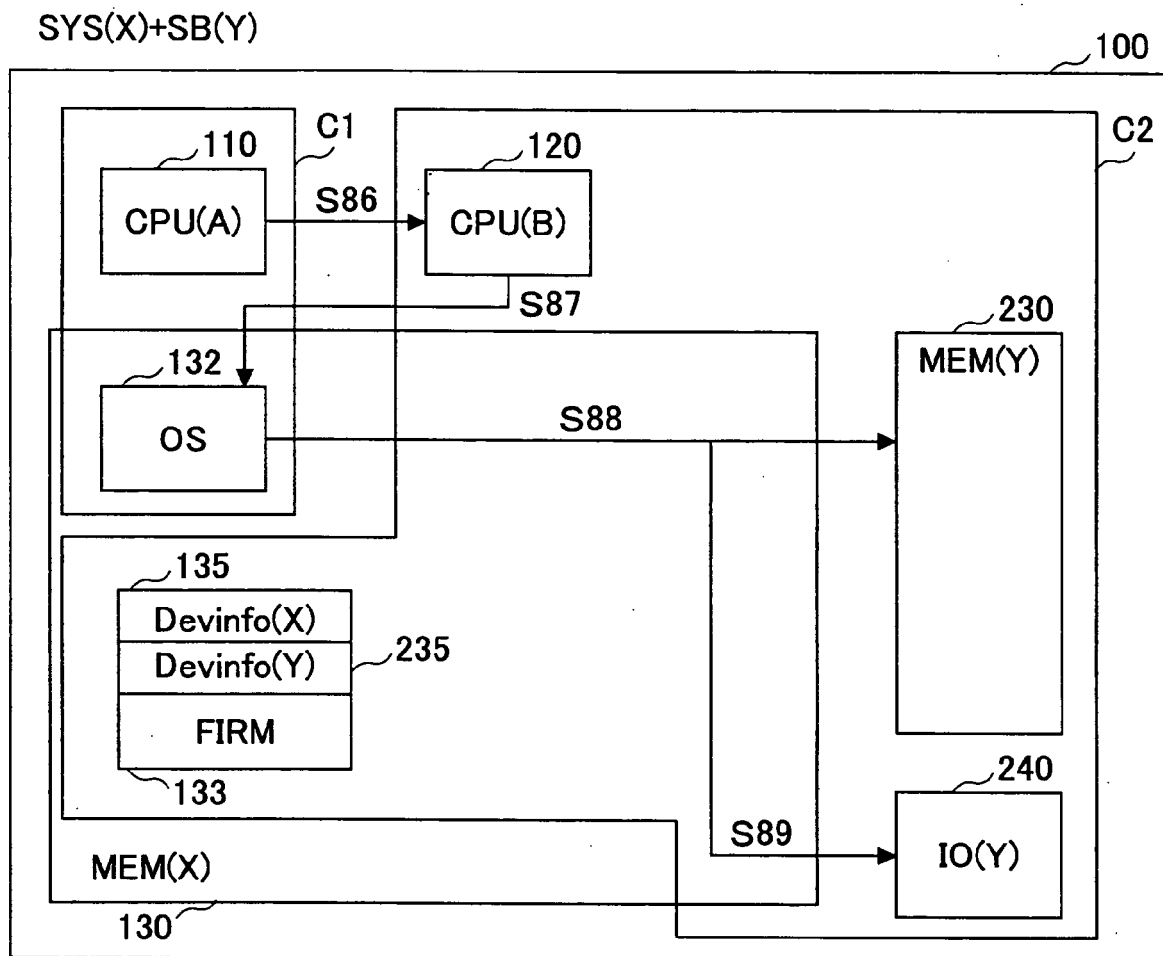 SYS(X)+SB(Y)
100
C1
C2
110
120
CPU(A)
S86
CPU(B)
S87
132
230
OS
S88
MEM(Y)
135
Devinfo(X)
Devinfo(Y)
235
FIRM
133
240
S89
IO(Y)
MEM(X)
130